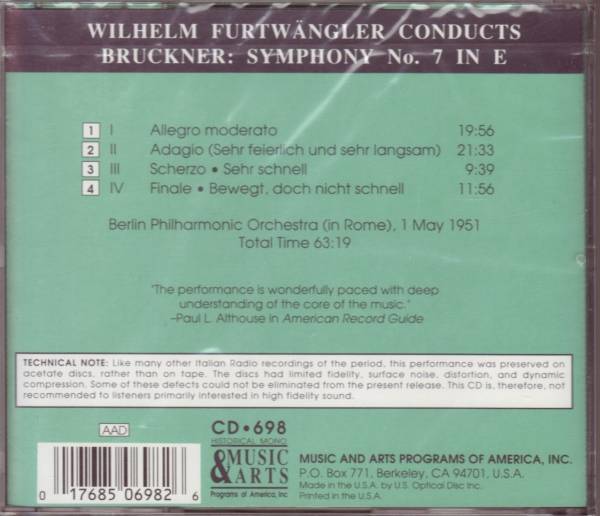 WILHELM FURTWÄNGLER CONDUCTS
BRUCKNER: SYMPHONY No. 7 IN E
1 I Allegro moderato 19:56
2 II Adagio (Sehr feierlich und sehr langsam) 21:33
3 III Scherzo • Sehr schnell 9:39
4 IV Finale • Bewegt, doch nicht schnell 11:56
Berlin Philharmonic Orchestra (in Rome), 1 May 1951
Total Time 63:19
"The performance is wonderfully paced with deep
understanding of the core of the music."
–Paul L. Althouse in American Record Guide
TECHNICAL NOTE: Like many other Italian Radio recordings of the period, this performance was preserved on
acetate discs, rather than on tape. The discs had limited fidelity, surface noise, distortion, and dynamic
compression. Some of these defects could not be eliminated from the present release. This CD is, therefore, not
recommended to listeners primarily interested in high fidelity sound.
AAD
CD • 698
HISTORICAL MONO
MUSIC
& ARTS
Programs of America, Inc
MUSIC AND ARTS PROGRAMS OF AMERICA, INC.
P.O. Box 771, Berkeley, CA 94701, U.S.A.
Made in the U.S.A. by U.S. Optical Disc Inc.
Printed in the U.S.A.
0 17685 06982 6